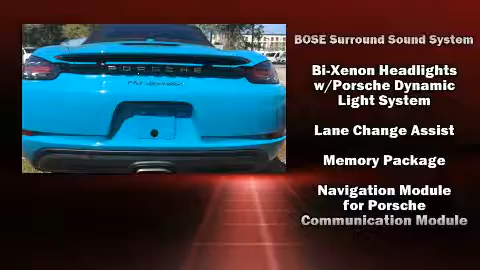 PORSCHE
BOSE Surround Sound System
Bi-Xenon Headlights
w/Porsche Dynamic
Light System
Lane Change Assist
Memory Package
Navigation Module
for Porsche
Communication Module